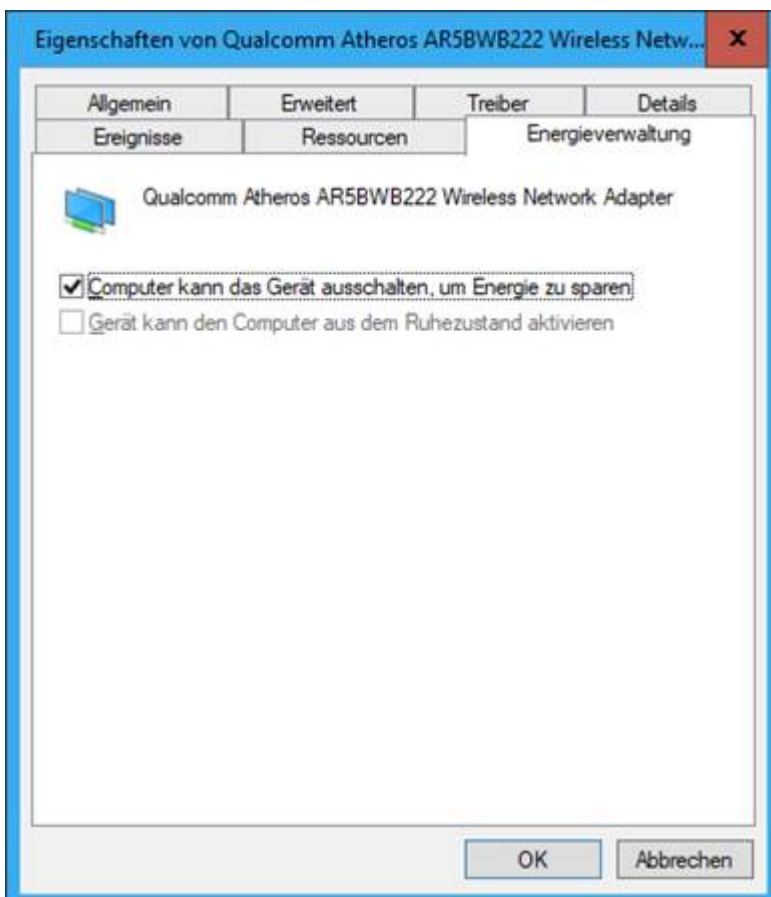 Eigenschaften von Qualcomm Atheros AR5BWB222 Wireless Netw...
Allgemein Erweitert Treiber Details
Ereignisse Ressourcen Energieverwaltung
Qualcomm Atheros AR5BWB222 Wireless Network Adapter
Computer kann das Gerät ausschalten, um Energie zu sparen
Gerät kann den Computer aus dem Ruhezustand aktivieren
OK Abbrechen